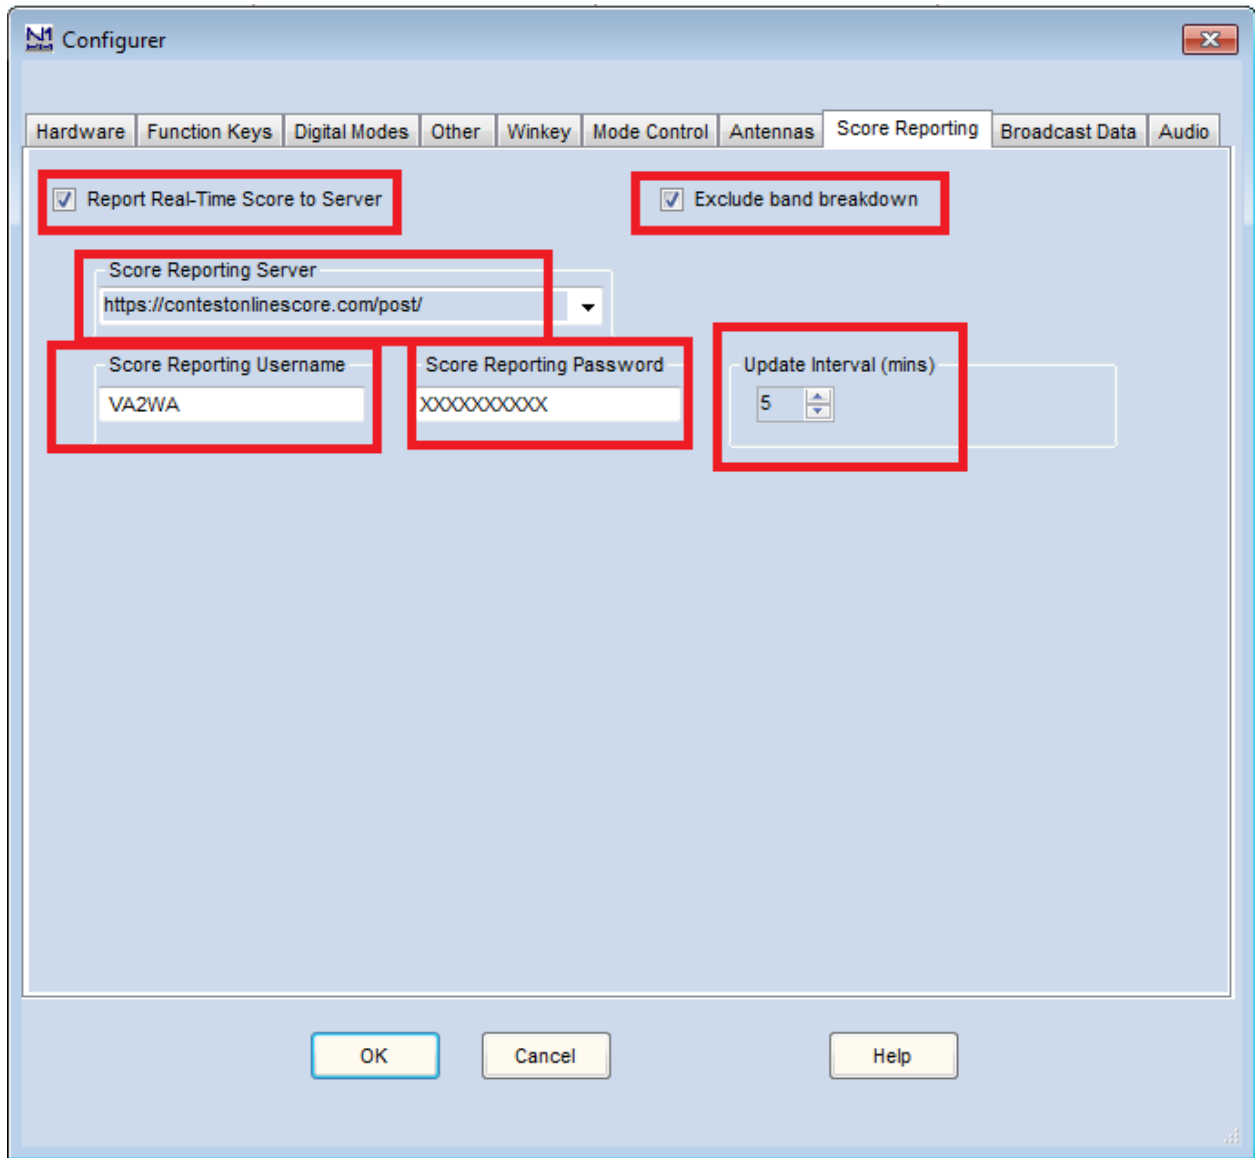 N1 MM Configurer
Hardware Function Keys Digital Modes Other Winkey Mode Control Antennas Score Reporting Broadcast Data Audio
Report Real-Time Score to Server Exclude band breakdown
Score Reporting Server
https://contestonlinescore.com/post/
Score Reporting Username Score Reporting Password Update Interval (mins)
VA2WA XXXXXXXXXX 5
OK Cancel Help